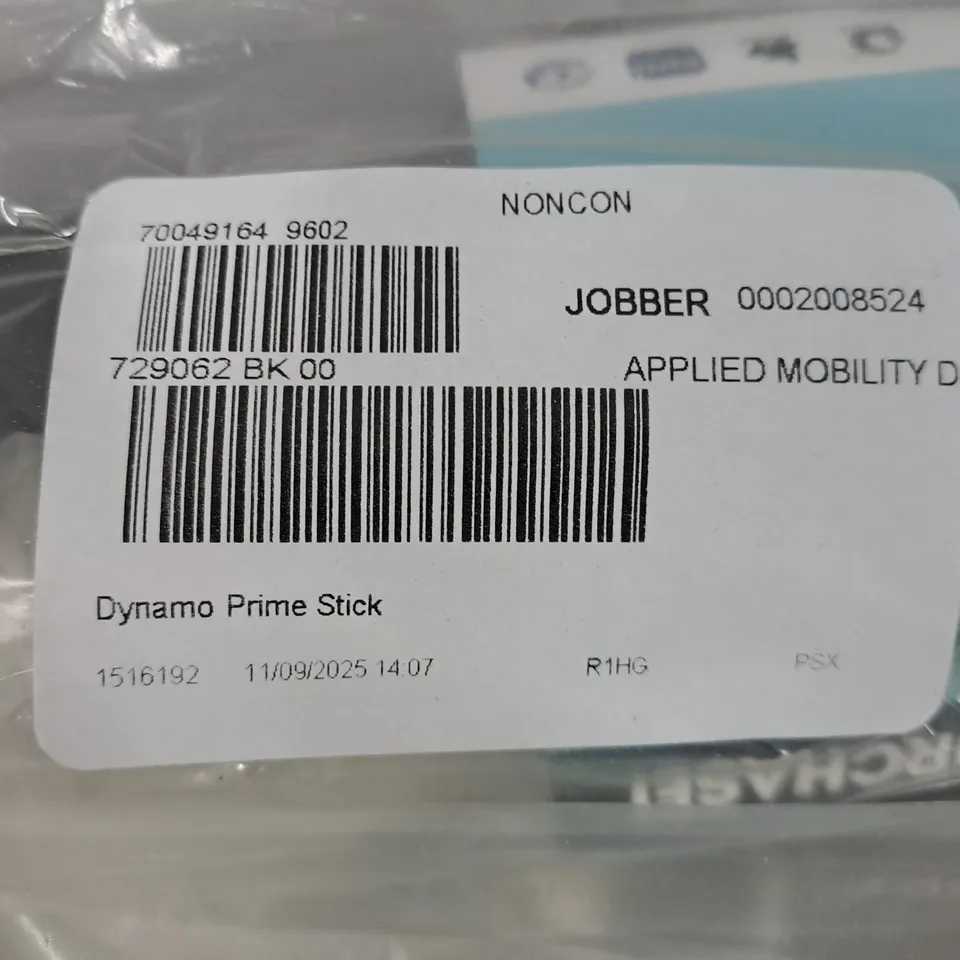 NONCON
70049164 9602
JOBBER 0002008524
729062 BK 00
APPLIED MOBILITY D
Dynamo Prime Stick
1516192 11/09/2025 14:07 R1HG PSX